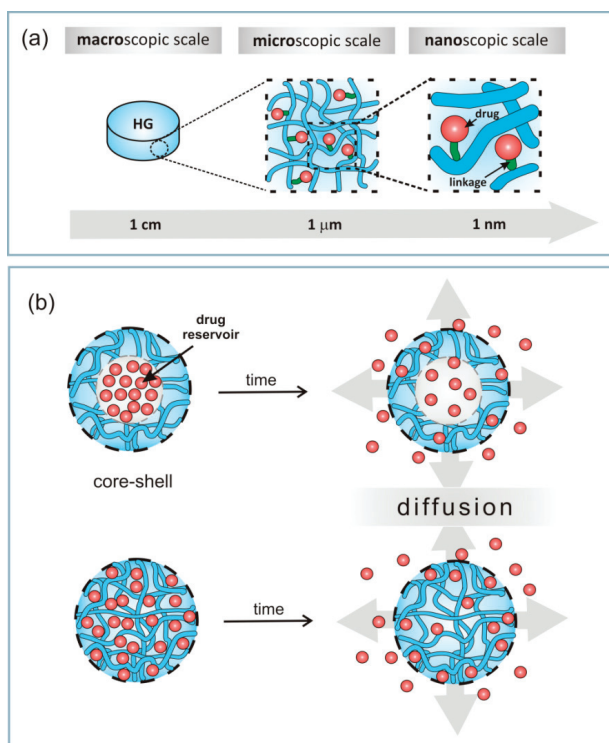 (a)
macroscopic scale
microscopic scale
nanoscopic scale
HG
drug
linkage
1 cm
1 μm
1 nm
(b)
drug
reservoir
time
core-shell
diffusion
time